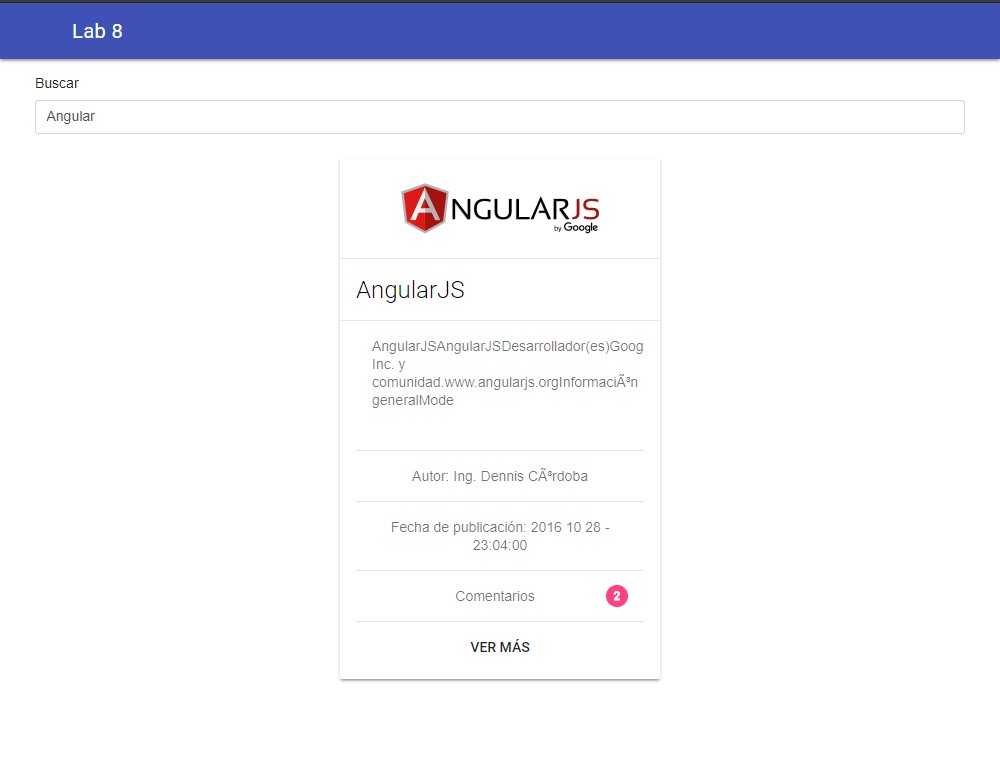 Lab 8
Buscar
Angular
ANGULARJS
by Google
AngularJS
AngularJSAngularJSDesarrollador(es)Goog
Inc. y
comunidad.www.angularjs.orgInformaciÃ³n
generalMode
Autor: Ing. Dennis CÃ³rdoba
Fecha de publicación: 2016 10 28 -
23:04:00
Comentarios 2
VER MÁS